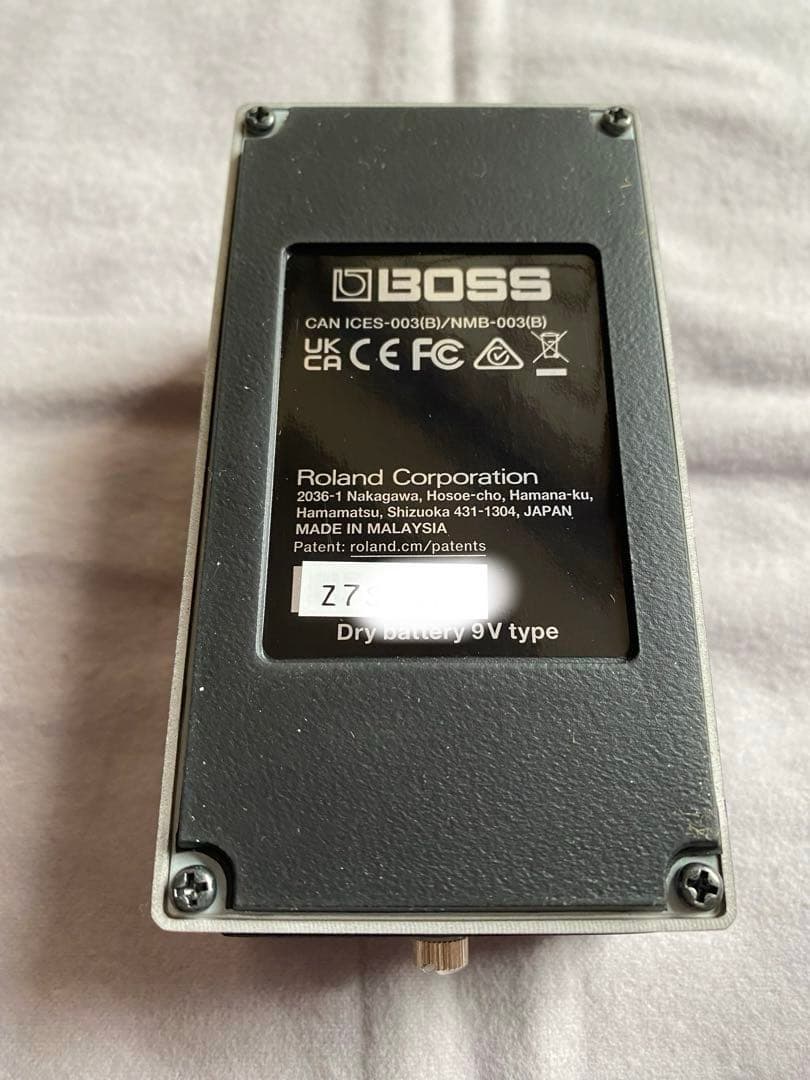 BOSS
CAN ICES-003(B)/NMB-003(B)
UK CA CE FC
Roland Corporation
2036-1 Nakagawa, Hosoe-cho, Hamana-ku,
Hamamatsu, Shizuoka 431-1304, JAPAN
MADE IN MALAYSIA
Patent: roland.cm/patents
Z7
Dry battery 9V type